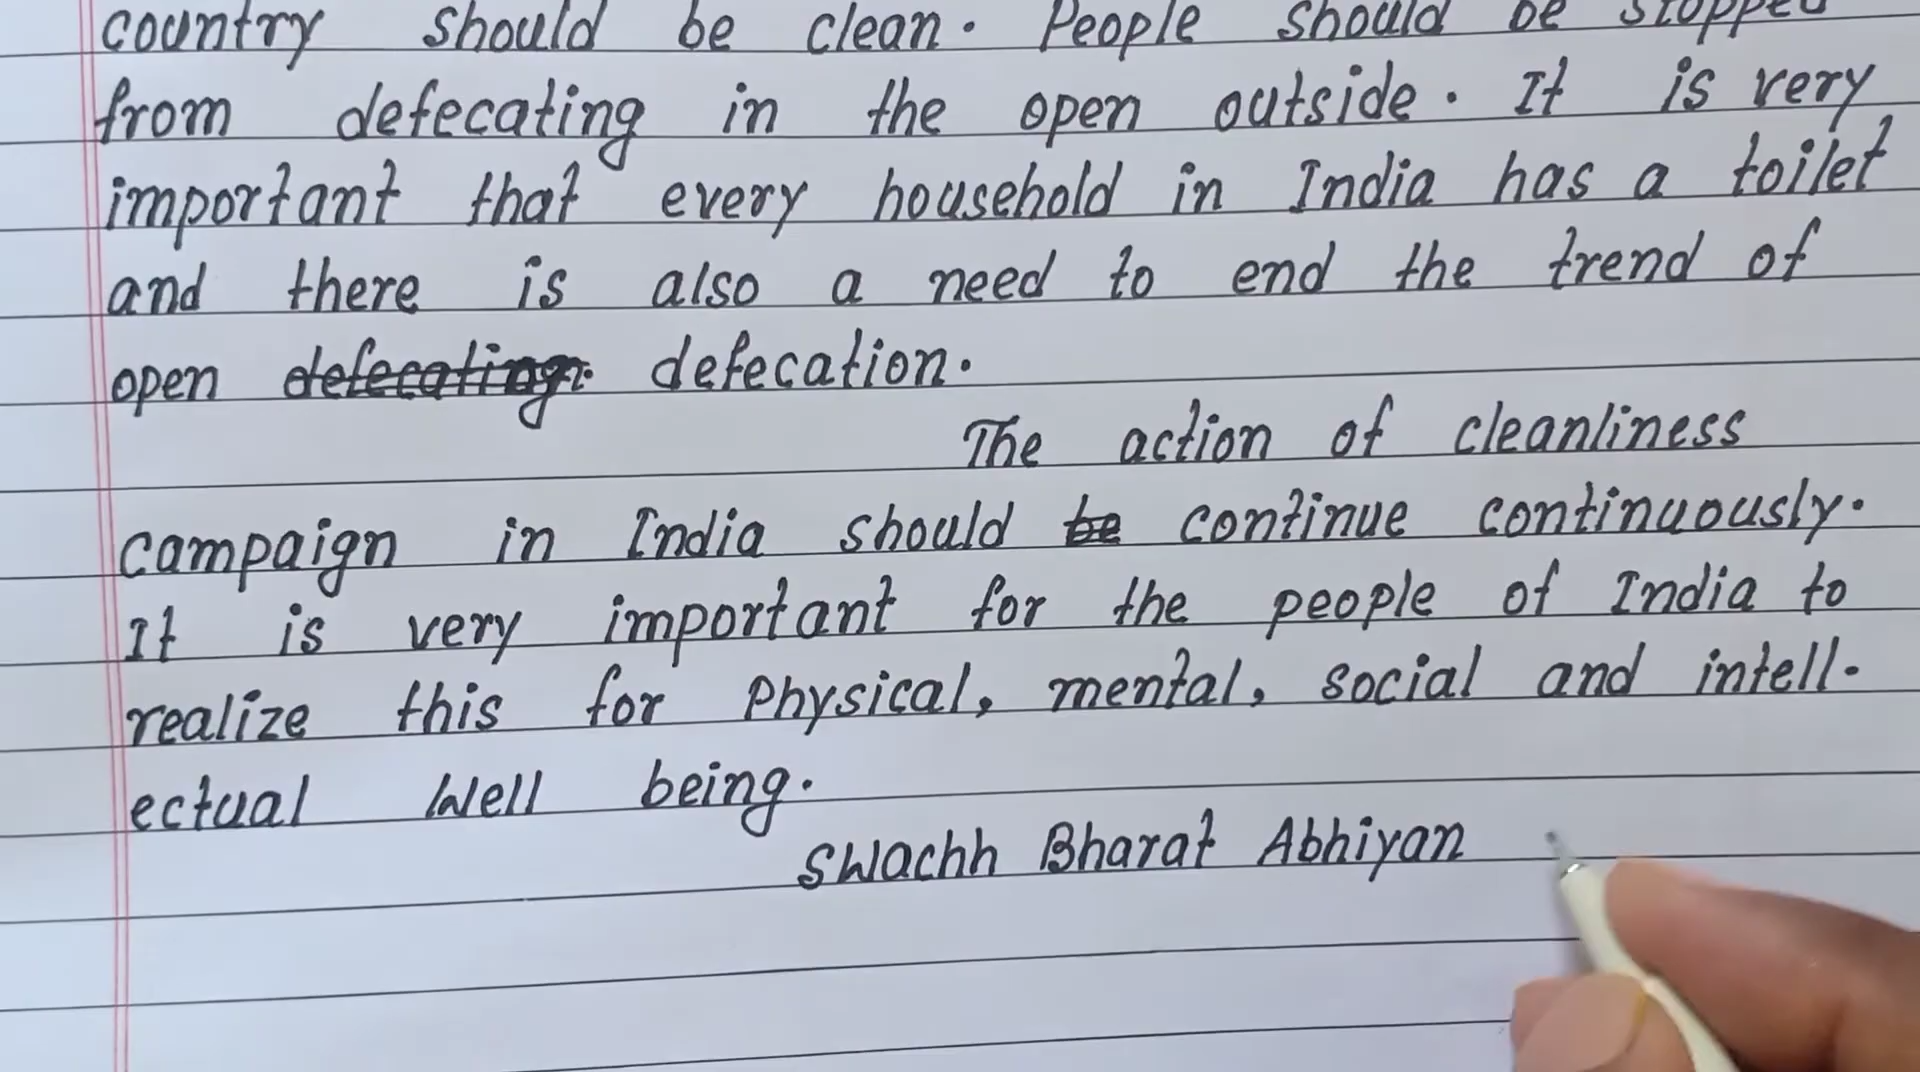 country should be clean. People should be stopped
from defecating in the open outside. It is very
important that every household in India has a toilet
and there is also a need to end the trend of
open defecating. defecation.
The action of cleanliness
campaign in India should be continue continuously.
It is very important for the people of India to
realize this for Physical, mental, social and intell-
ectual Well being.
Swachh Bharat Abhiyan